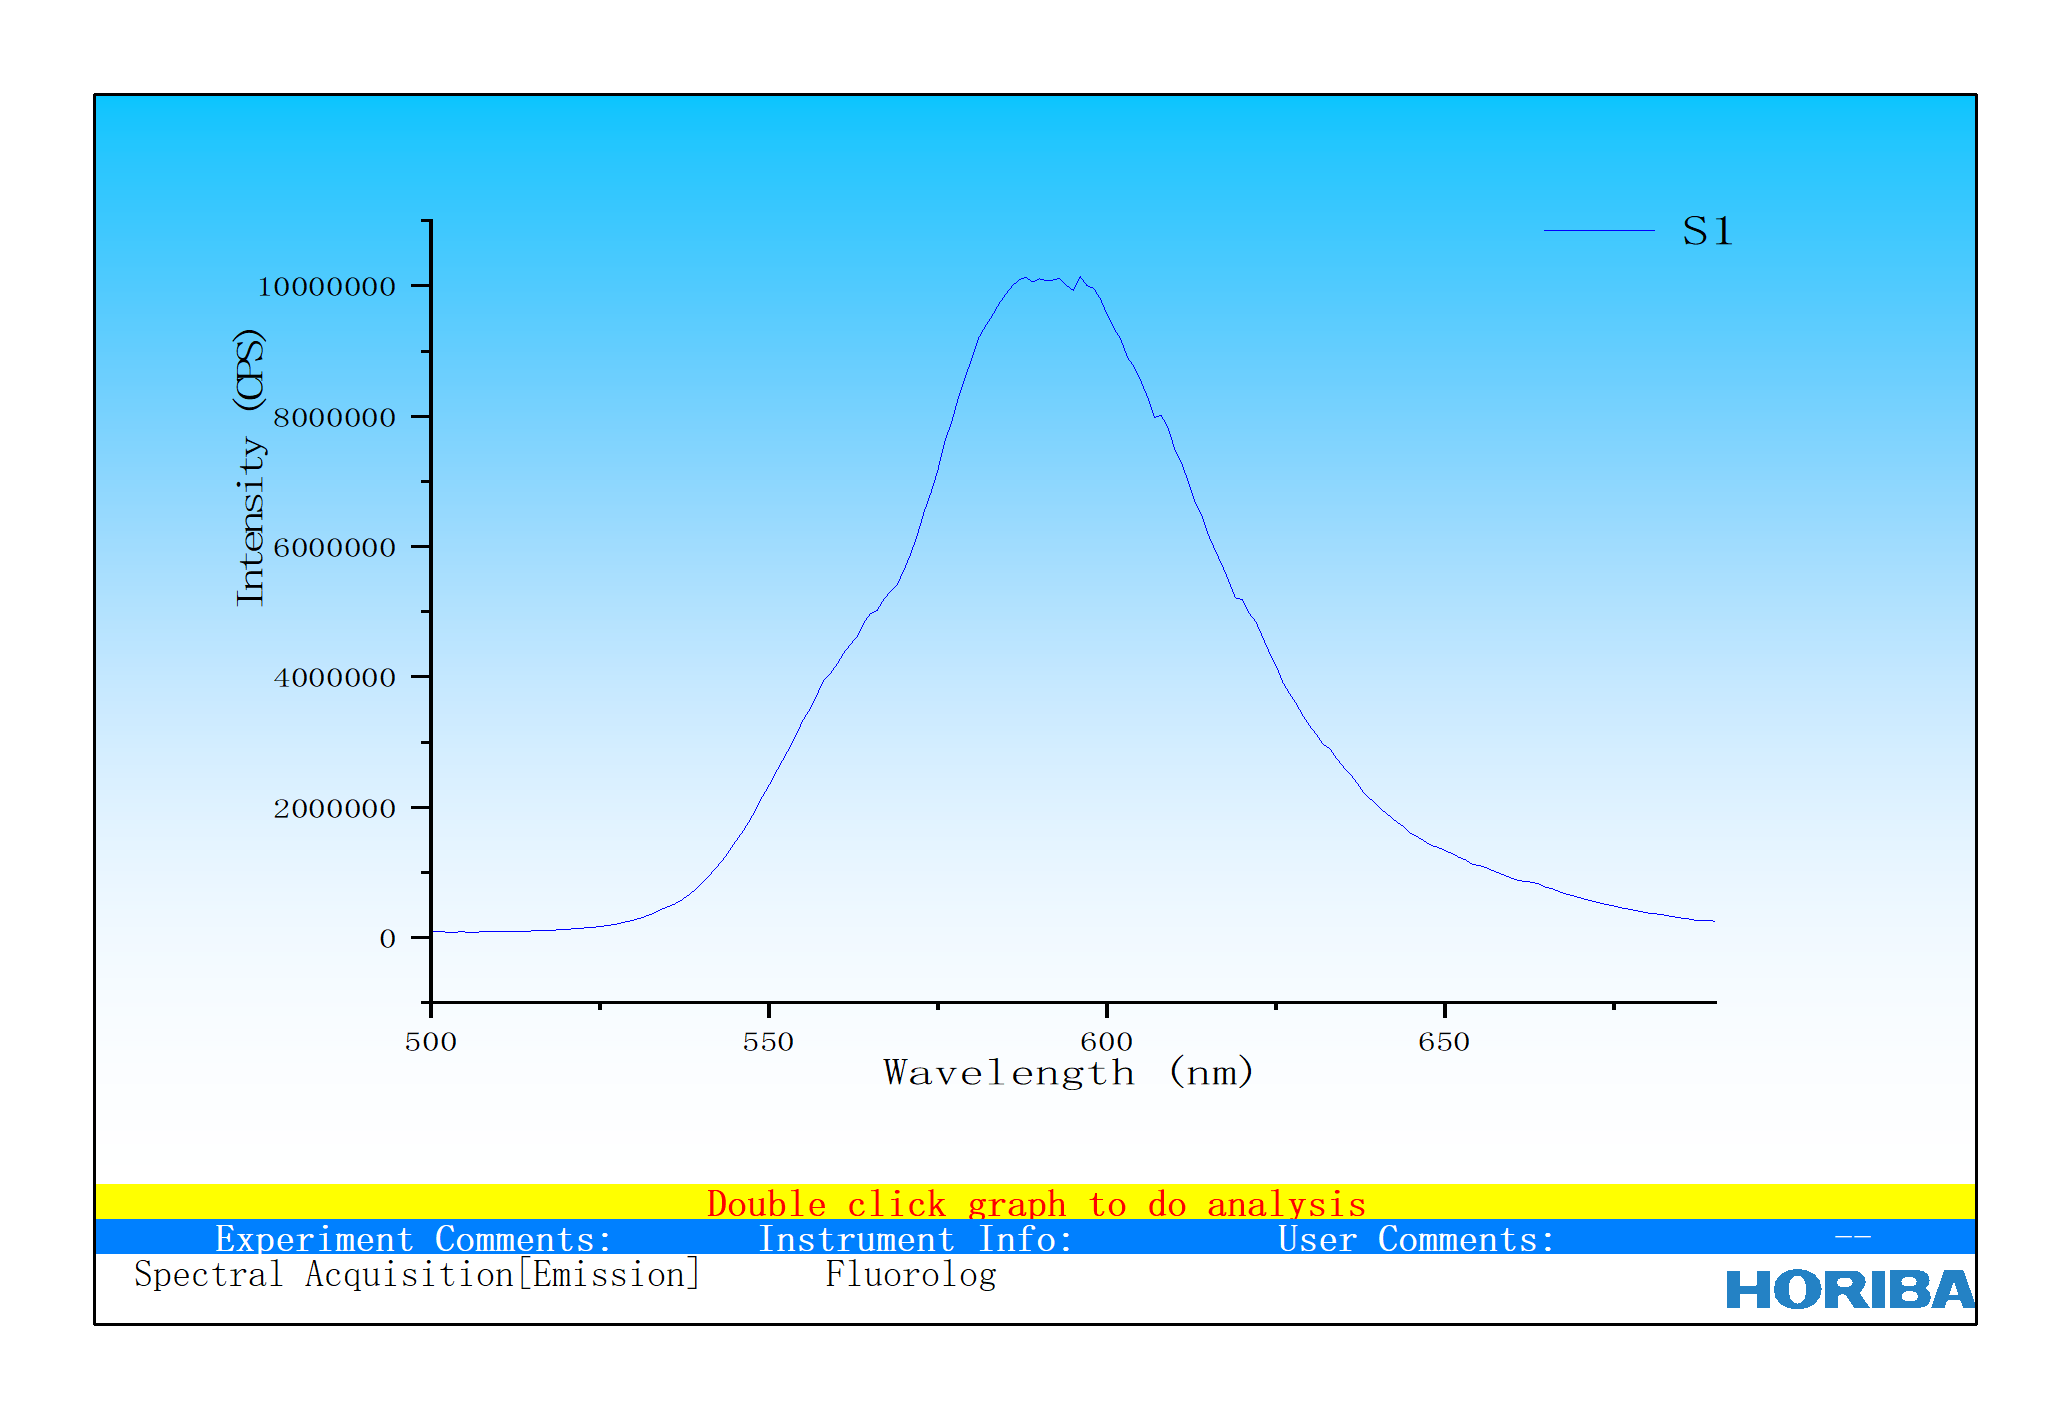 S1
10000000
8000000
6000000
4000000
2000000
0
Intensity (CPS)
500 550 600 650
Wavelength (nm)
Double click graph to do analysis
Experiment Comments: Instrument Info: User Comments: --
Spectral Acquisition[Emission] Fluorolog
HORIBA